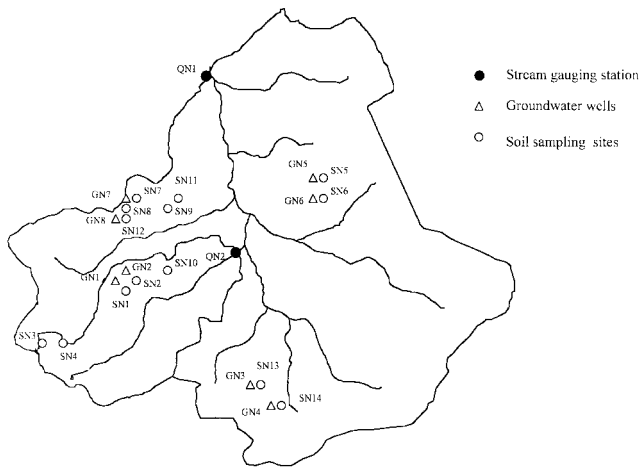 QN1
Stream gauging station
Groundwater wells
Soil sampling sites
GN5 SN5
GN6 SN6
SN11
GN7 SN7
SN8 SN9
GN8
SN12
QN2
GN2 SN10
GN1 SN2
SN1
SN3
SN4
SN13
GN3
GN4 SN14